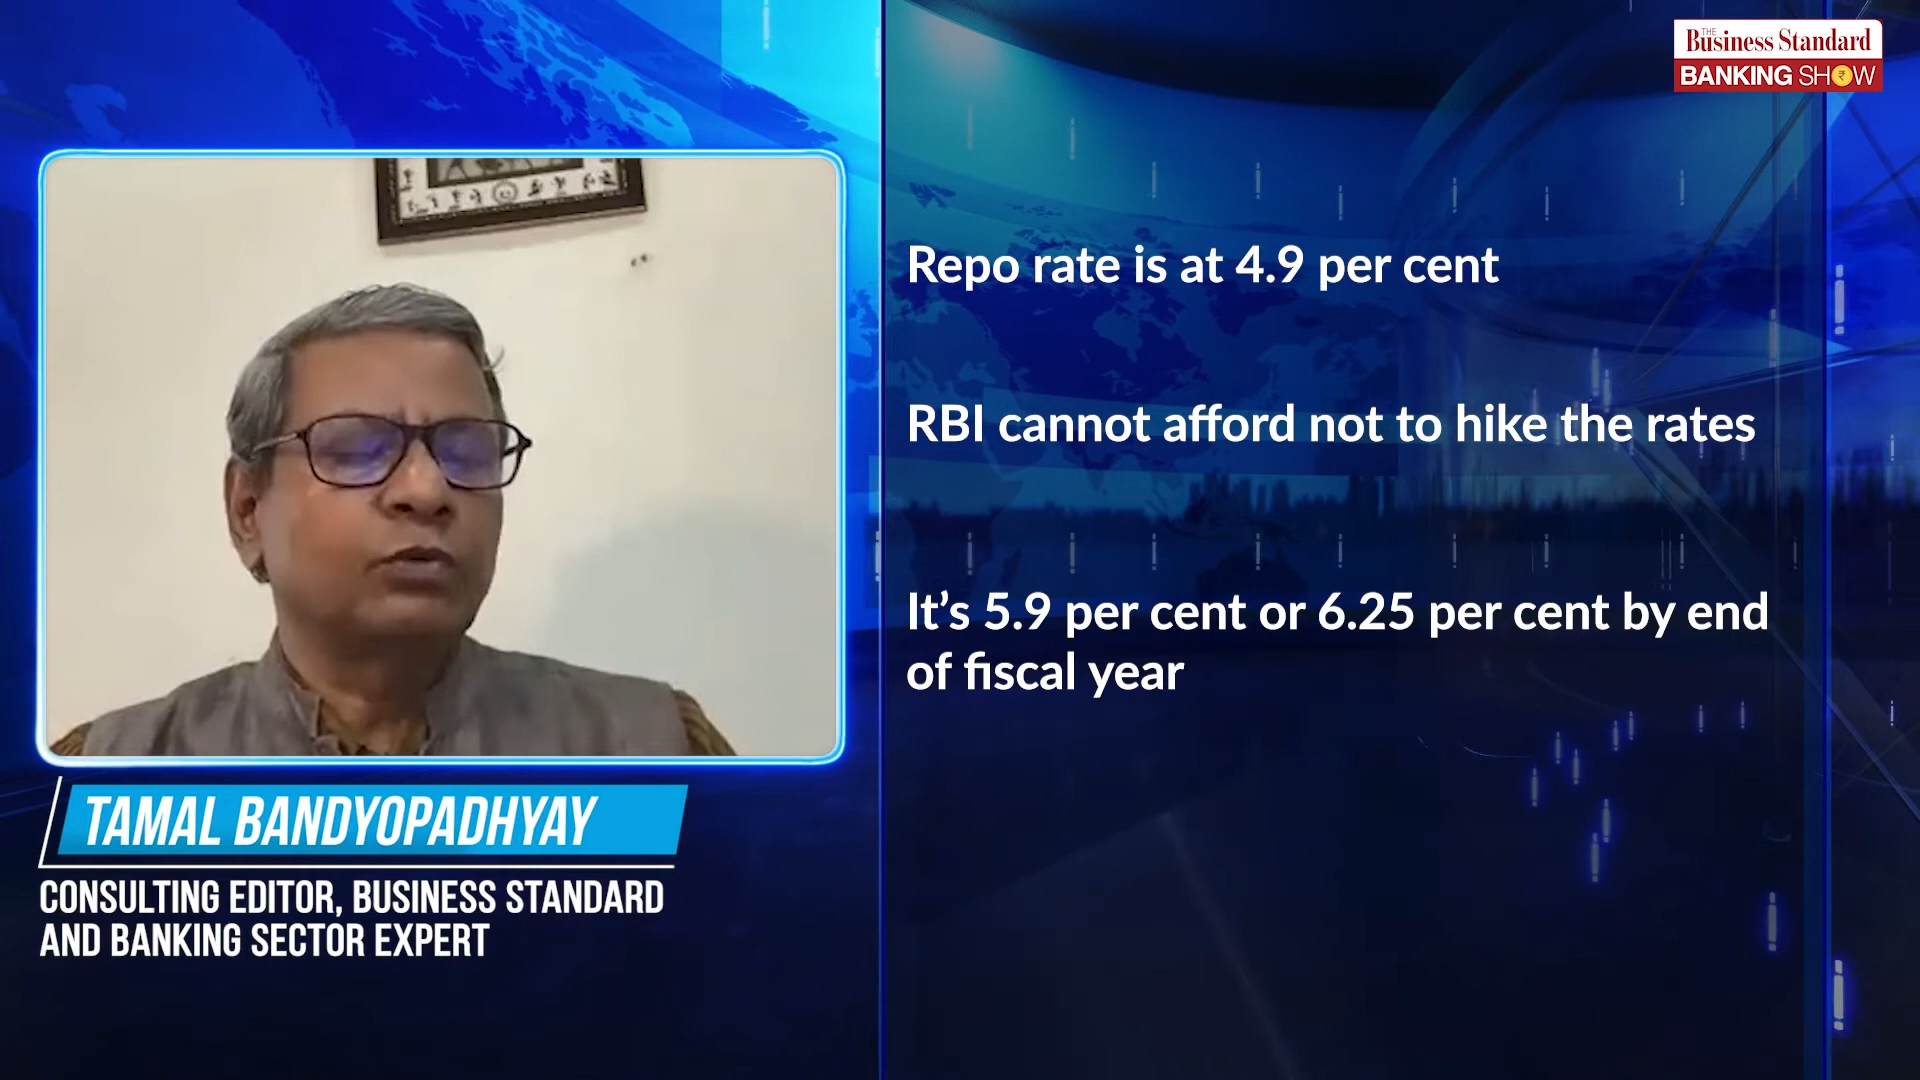 THE
Business Standard
BANKING SHOW
Repo rate is at 4.9 per cent
RBI cannot afford not to hike the rates
It’s 5.9 per cent or 6.25 per cent by end
of fiscal year
TAMAL BANDYOPADHYAY
CONSULTING EDITOR, BUSINESS STANDARD
AND BANKING SECTOR EXPERT